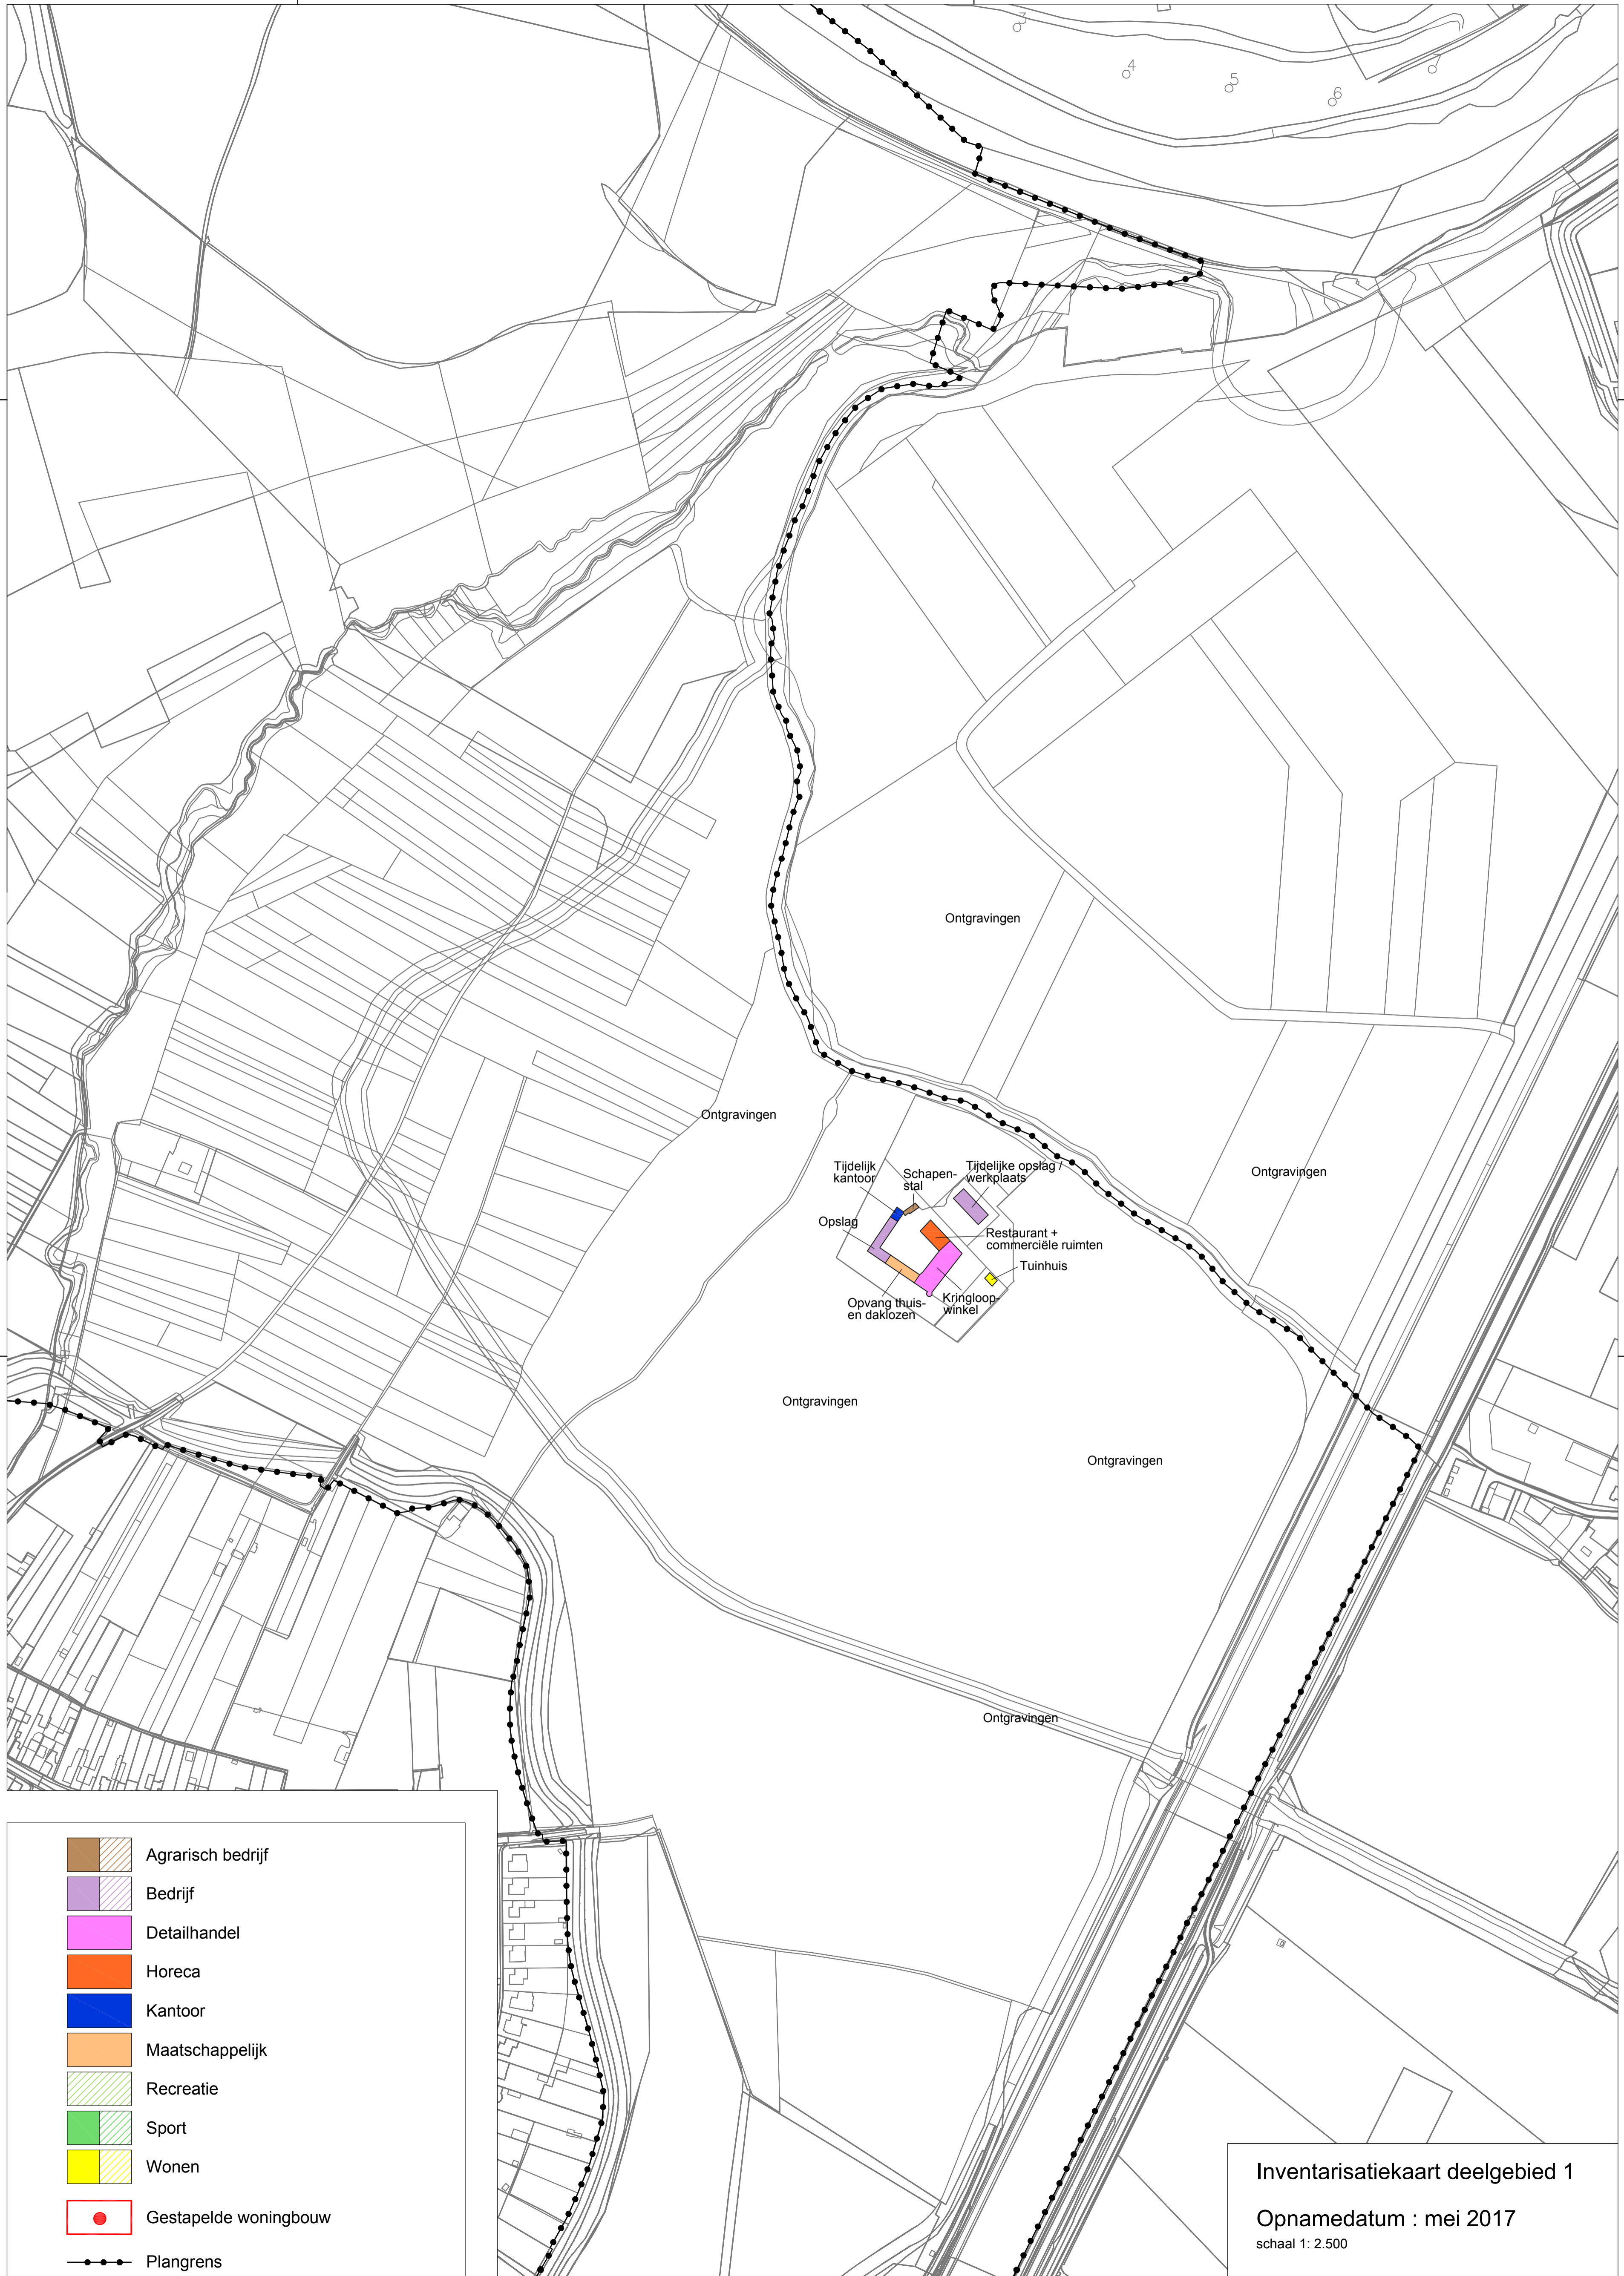 3
4
5
6
7
Ontgravingen
Ontgravingen
Ontgravingen
Tijdelijk
kantoor
Schapen-
stal
Tijdelijke opslag /
werkplaats
Opslag
Restaurant +
commerciële ruimten
Tuinhuis
Opvang thuis-
en daklozen
Kringloop-
winkel
Ontgravingen
Ontgravingen
Ontgravingen
Agrarisch bedrijf
Bedrijf
Detailhandel
Horeca
Kantoor
Maatschappelijk
Recreatie
Sport
Wonen
Gestapelde woningbouw
Plangrens
Inventarisatiekaart deelgebied 1
Opnamedatum : mei 2017
schaal 1: 2.500